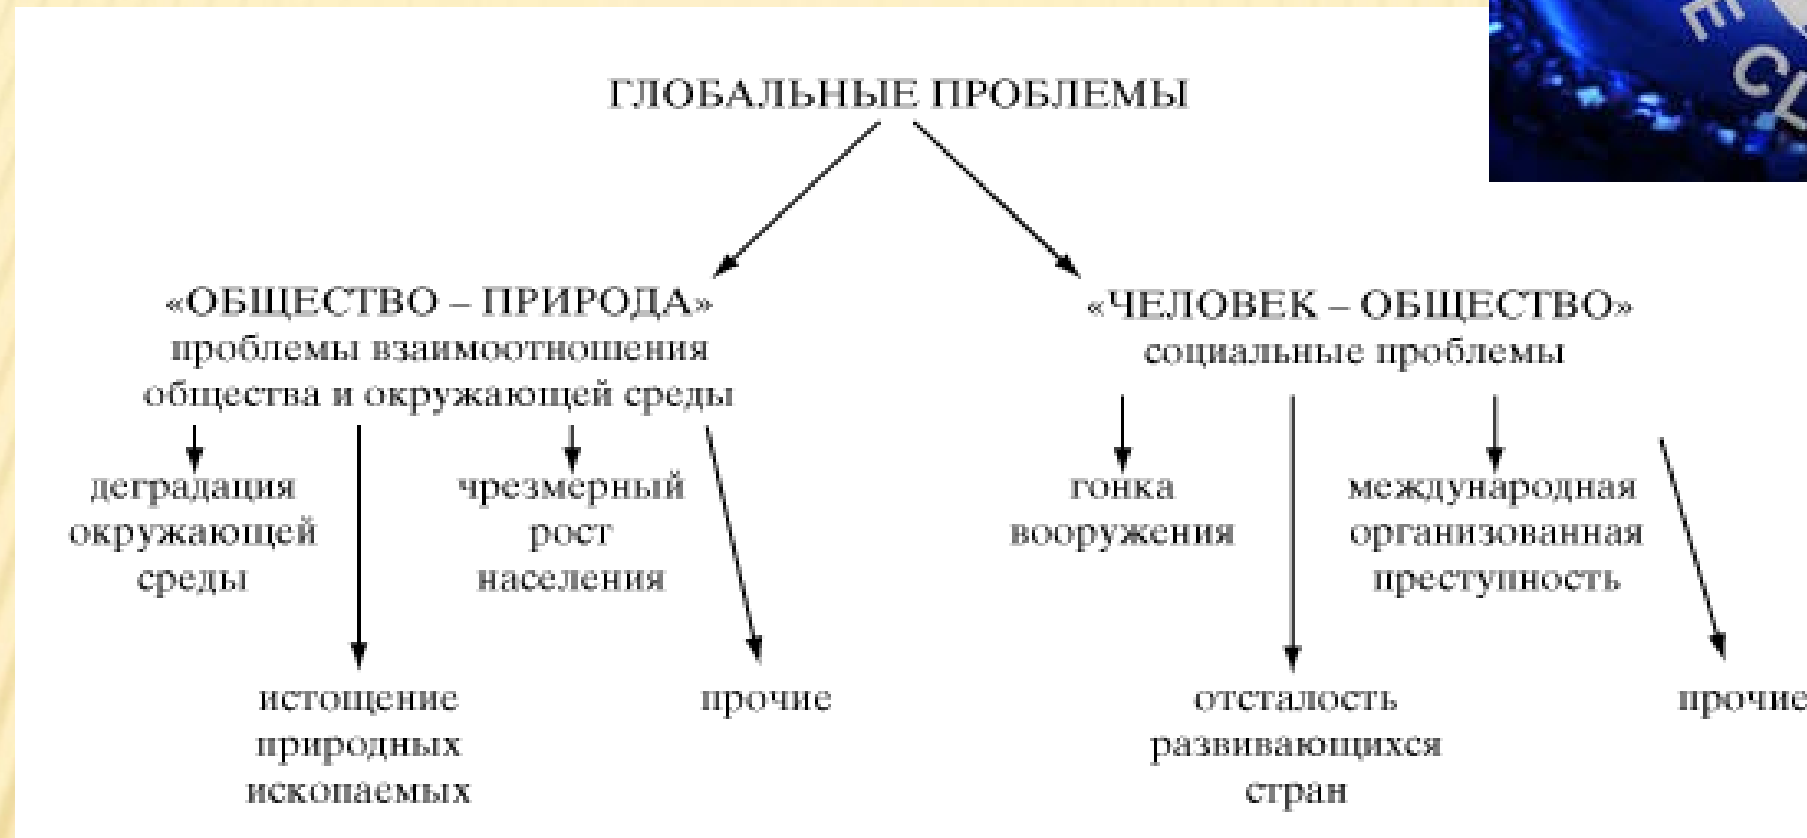 E CL
ГЛОБАЛЬНЫЕ ПРОБЛЕМЫ
«ОБЩЕСТВО – ПРИРОДА»
проблемы взаимоотношения
общества и окружающей среды
деградация
окружающей
среды
истощение
природных
ископаемых
чрезмерный
рост
населения
прочие
«ЧЕЛОВЕК – ОБЩЕСТВО»
социальные проблемы
гонка
вооружения
отсталость
развивающихся
стран
международная
организованная
преступность
прочие